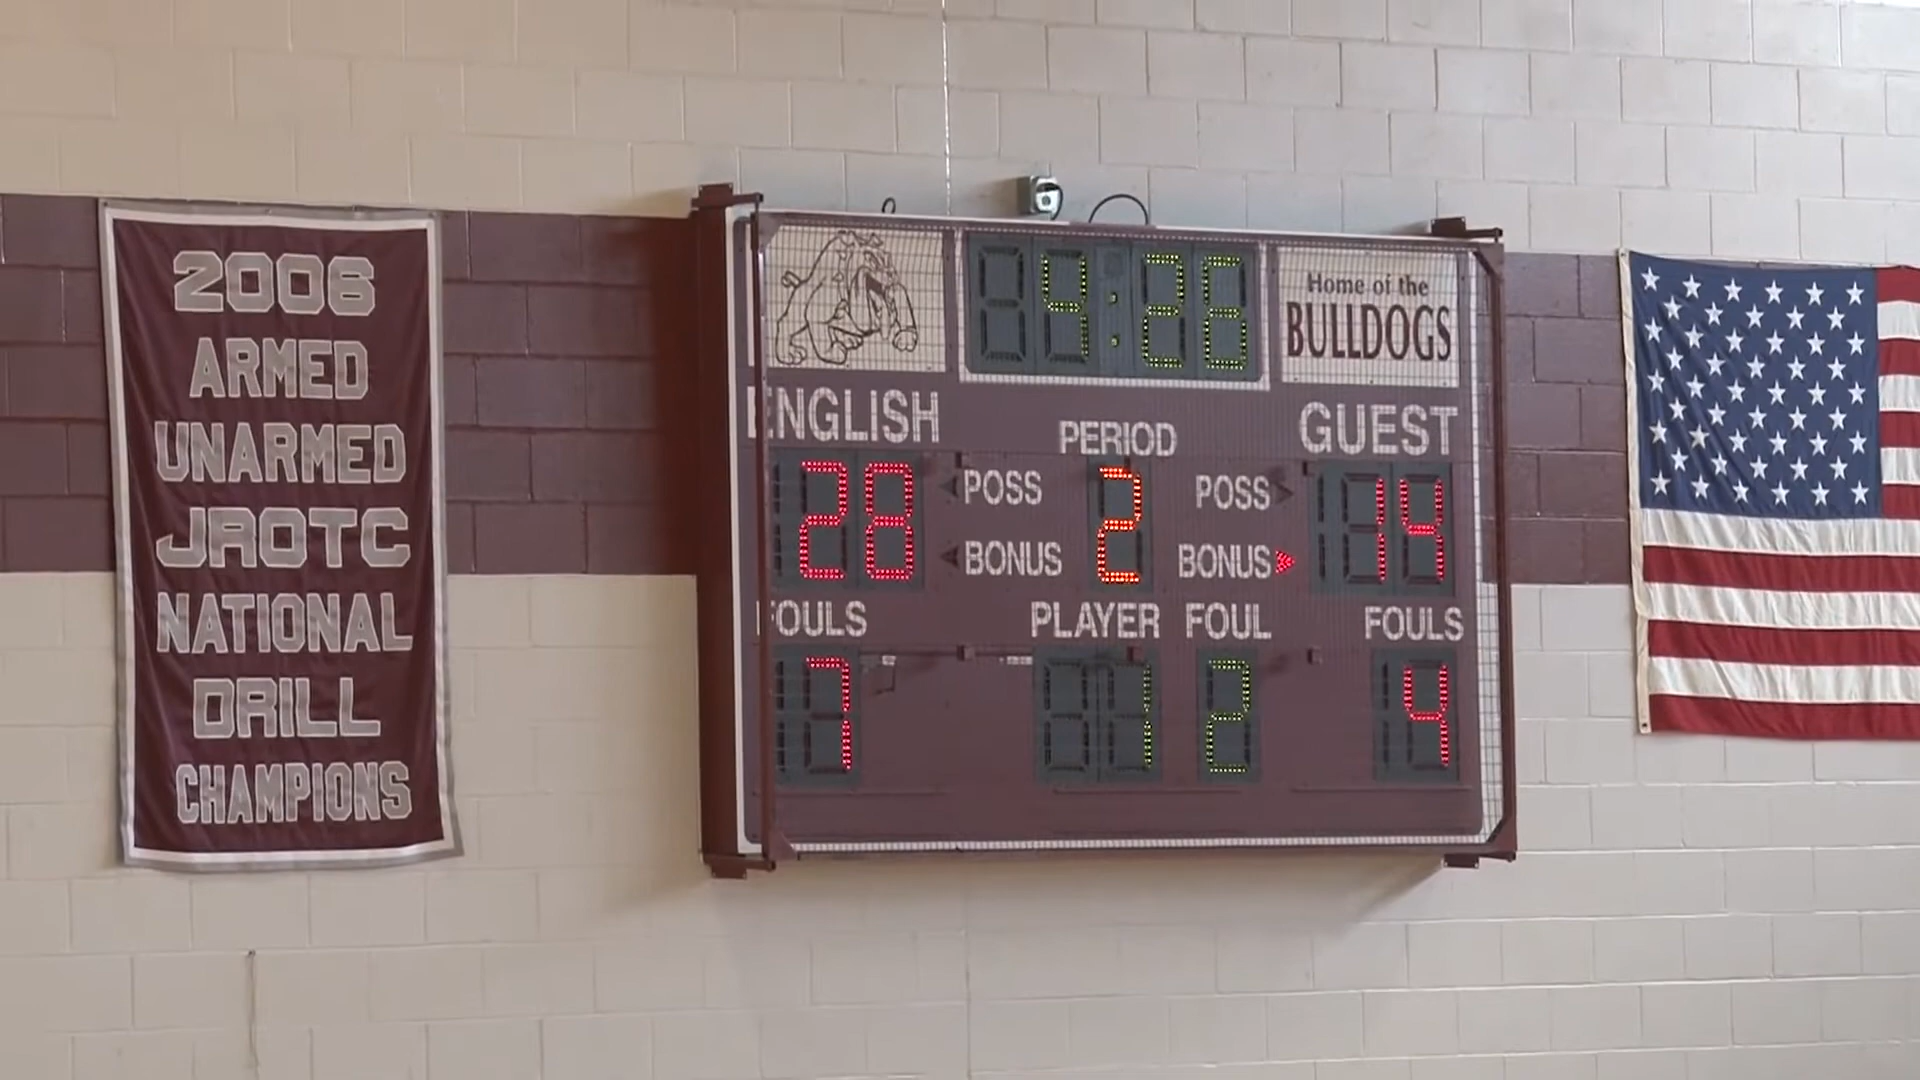 2006
ARMED
UNARMED
JROTC
NATIONAL
DRILL
CHAMPIONS
4:26
Home of the
BULLDOGS
ENGLISH
PERIOD
GUEST
28
POSS
2
POSS
14
BONUS
BONUS
FOULS
PLAYER FOUL
FOULS
7
1
2
4